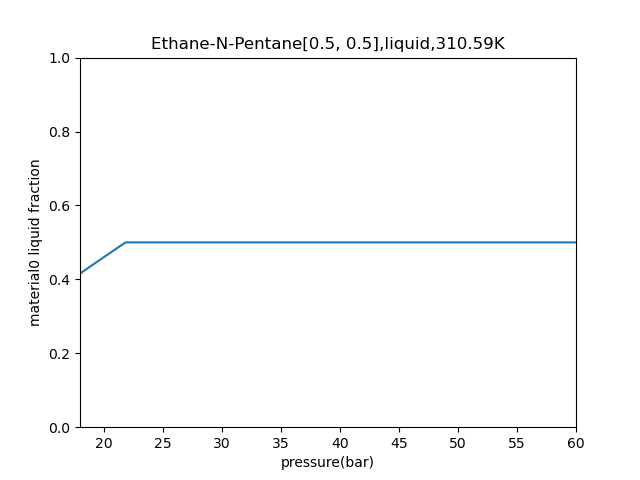 Ethane-N-Pentane[0.5, 0.5],liquid,310.59K
1.0
0.8
0.6
0.4
0.2
0.0
material0 liquid fraction
20 25 30 35 40 45 50 55 60
pressure(bar)